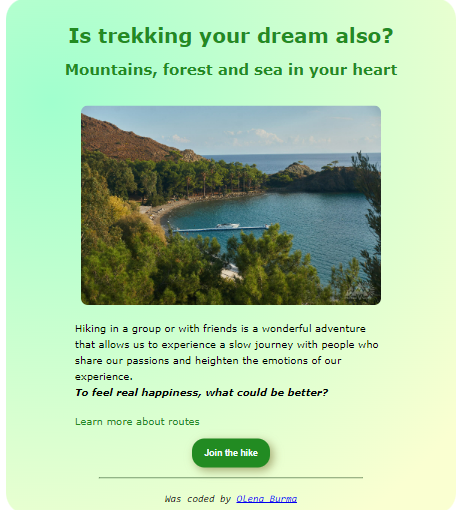 Is trekking your dream also?
Mountains, forest and sea in your heart
Hiking in a group or with friends is a wonderful adventure
that allows us to experience a slow journey with people who
share our passions and heighten the emotions of our
experience.
To feel real happiness, what could be better?
Learn more about routes
Join the hike
Was coded by Olena Burma